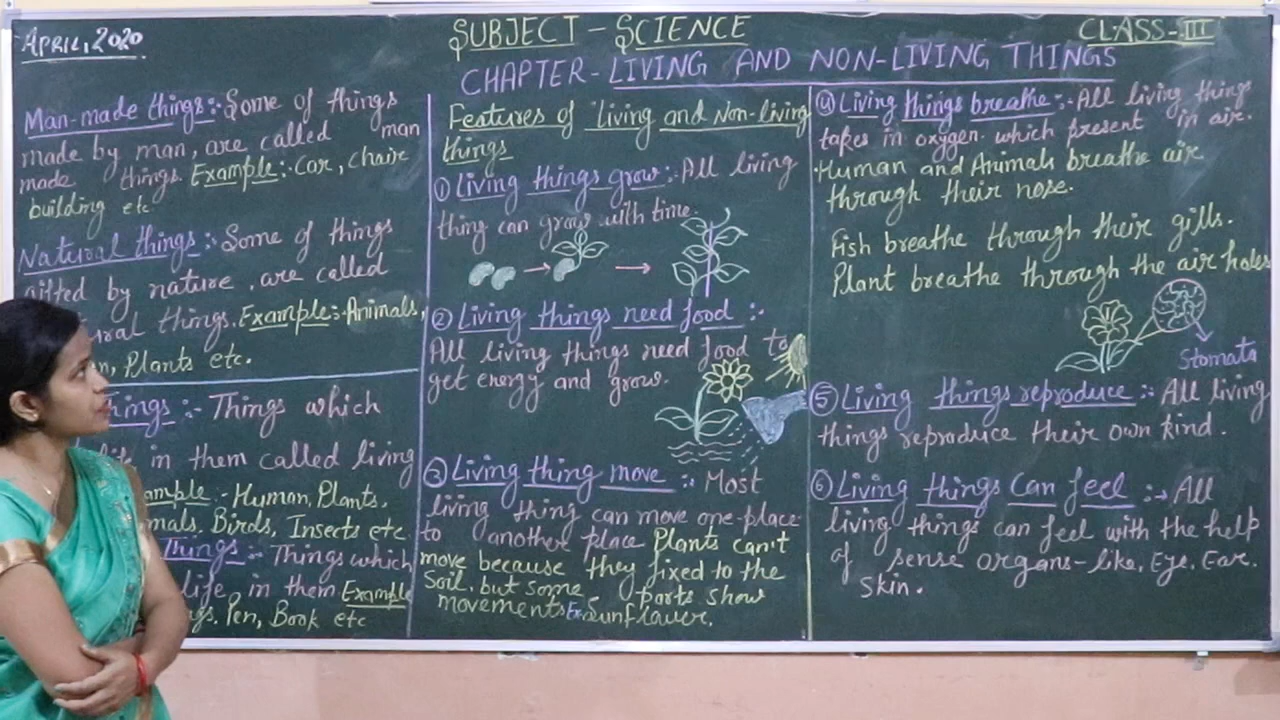 APRIL, 2020
SUBJECT - SCIENCE
CLASS-III
CHAPTER- LIVING AND NON-LIVING THINGS
Man-made things:- Some of things
made by man, are called man
made things. Example:- Car, chair
building etc
Natural things:- Some of things
gifted by nature, are called
ral things. Example:- Animals,
n, Plants etc.
Things:- Things which
life in them called living
ample - Human, Plants,
mals, Birds, Insects etc
Things:- Things which
life in them Example
gs, Pen, Book etc
Features of living and non-living
things
① Living things grow:- All living
thing can grow with time.
② Living things need food :-
All living things need food to
get energy and grow.
③ Living thing move :- Most
living thing can move one-place
to another place Plants can't
move because they fixed to the
Soil, but some parts show
movements Ex- Sunflower.
④ Living things breathe:- All living things
takes in oxygen. which present in air.
Human and Animals breathe air
through their nose.
Fish breathe through their gills.
Plant breathe through the air holes
Stomata
⑤ Living things reproduce :- All living
things reproduce their own kind.
⑥ Living things Can feel :- All
living things can feel with the help
of sense organs-like, Eye, Ear.
Skin.